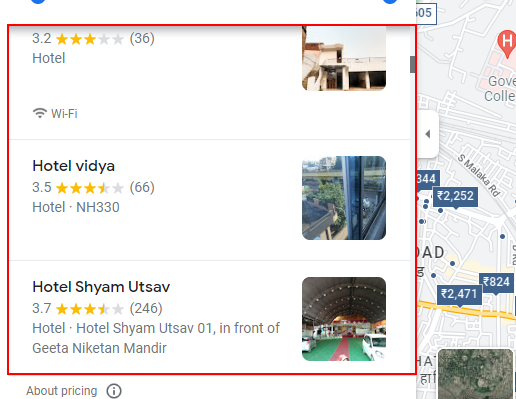 605
3.2 (36)
Hotel
Wi-Fi
Hotel vidya
3.5 (66)
Hotel · NH330
Hotel Shyam Utsav
3.7 (246)
Hotel · Hotel Shyam Utsav 01, in front of
Geeta Niketan Mandir
About pricing
H
Gove
Colle
S Malaka Rd
344
₹2,252
OAD
₹824
₹2,471
HAT